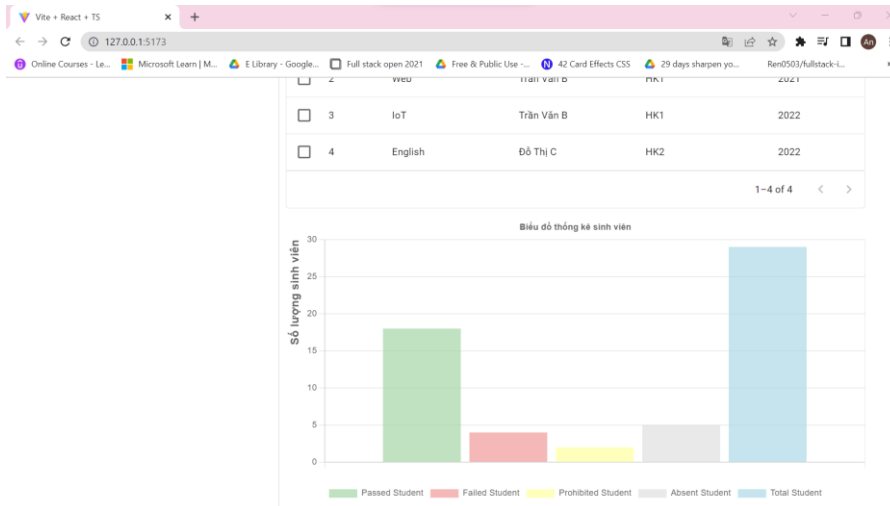 Vite + React + TS
127.0.0.1:5173
An
Online Courses - Le... Microsoft Learn | M... E Library - Google... Full stack open 2021 Free & Public Use -... 42 Card Effects CSS 29 days sharpen yo... Ren0503/fullstack-i...
2 Web Trần Văn B HK1 2021
3 IoT Trần Văn B HK1 2022
4 English Đỗ Thị C HK2 2022
1–4 of 4
Biểu đồ thống kê sinh viên
Số lượng sinh viên
30
25
20
15
10
5
0
Passed Student Failed Student Prohibited Student Absent Student Total Student